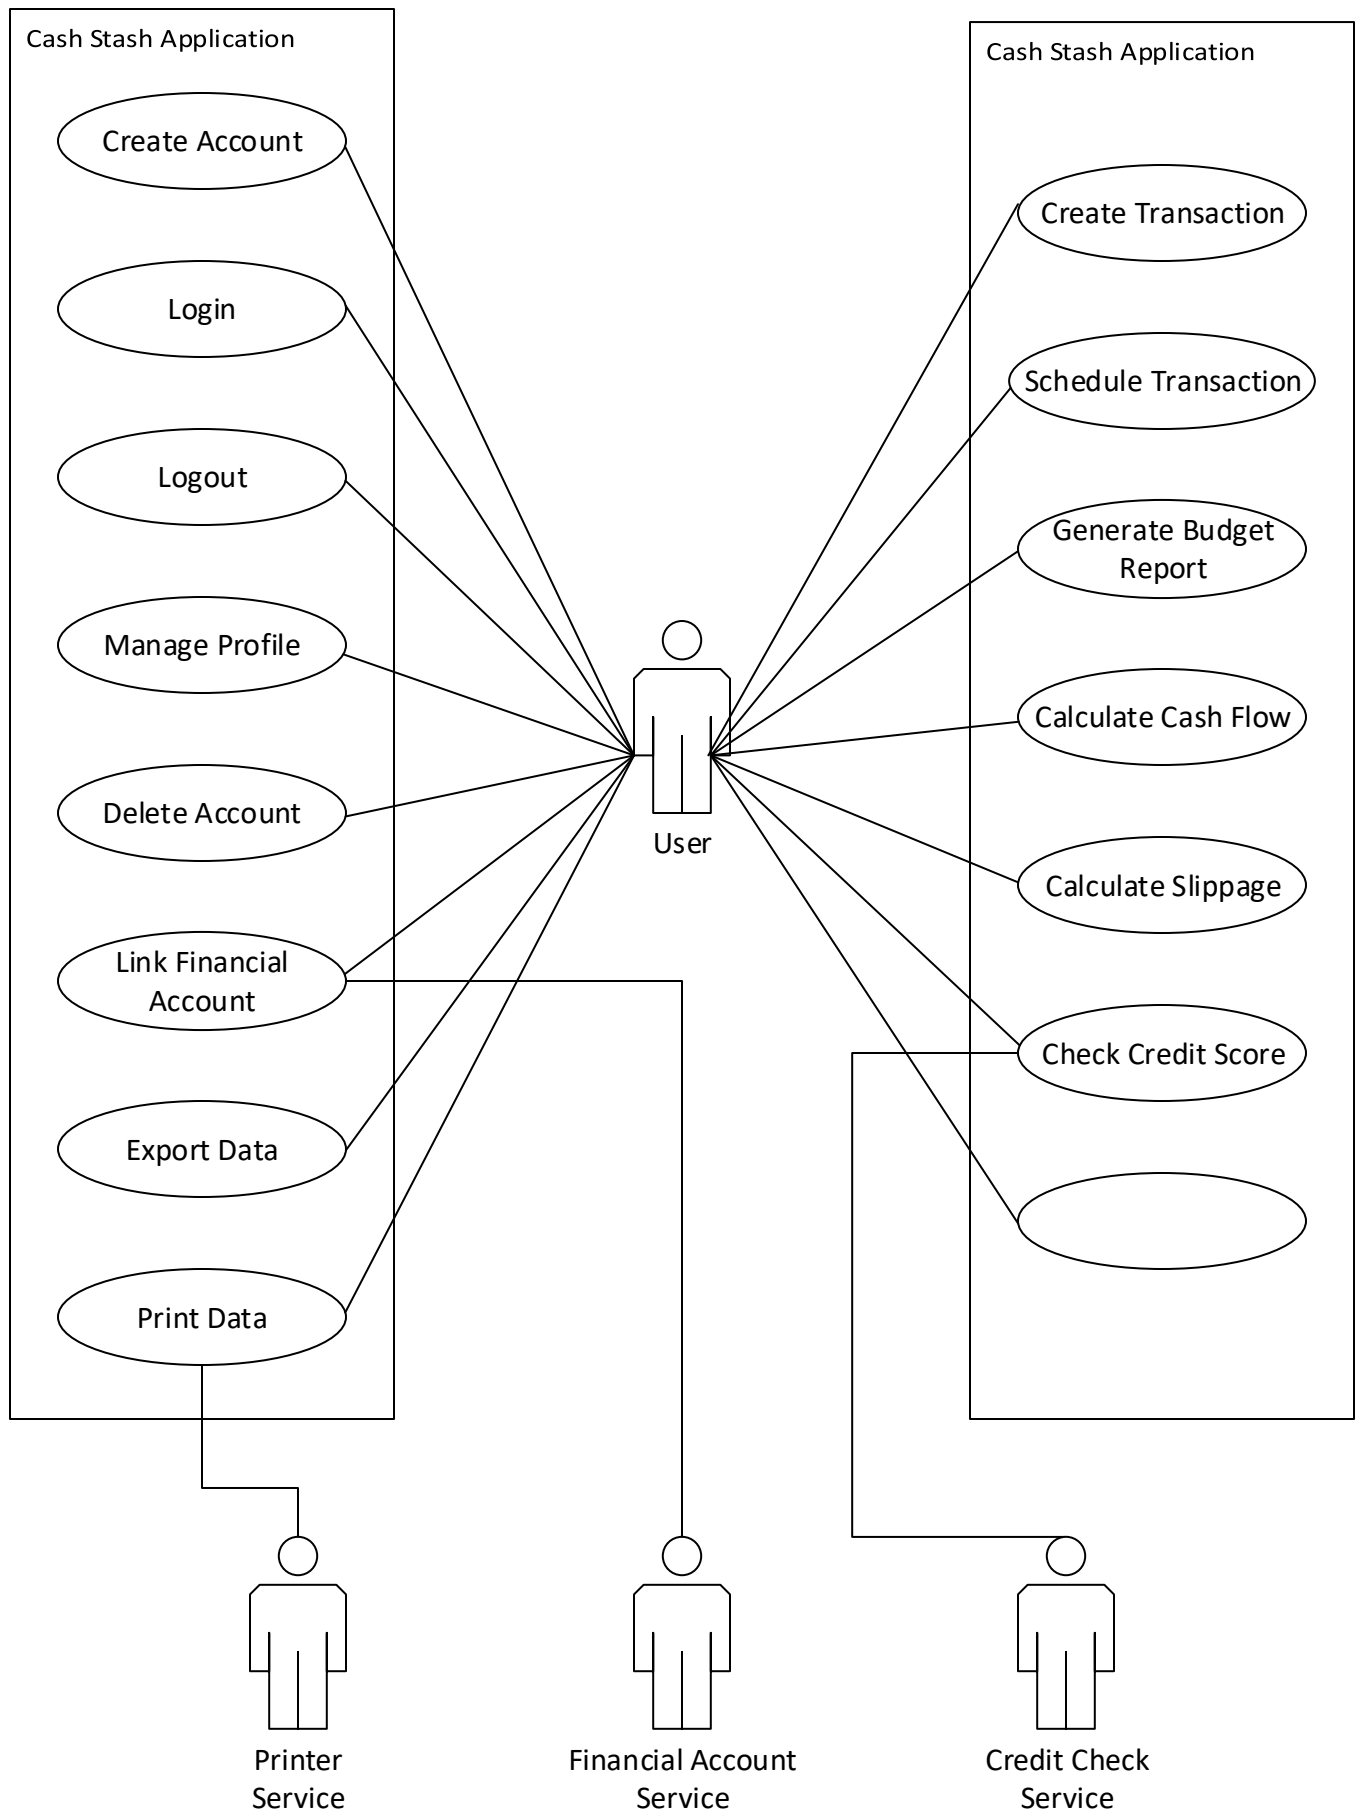 Cash Stash Application
Create Account
Login
Logout
Manage Profile
Delete Account
Link Financial
Account
Export Data
Print Data
User
Cash Stash Application
Create Transaction
Schedule Transaction
Generate Budget
Report
Calculate Cash Flow
Calculate Slippage
Check Credit Score
Printer
Service
Financial Account
Service
Credit Check
Service